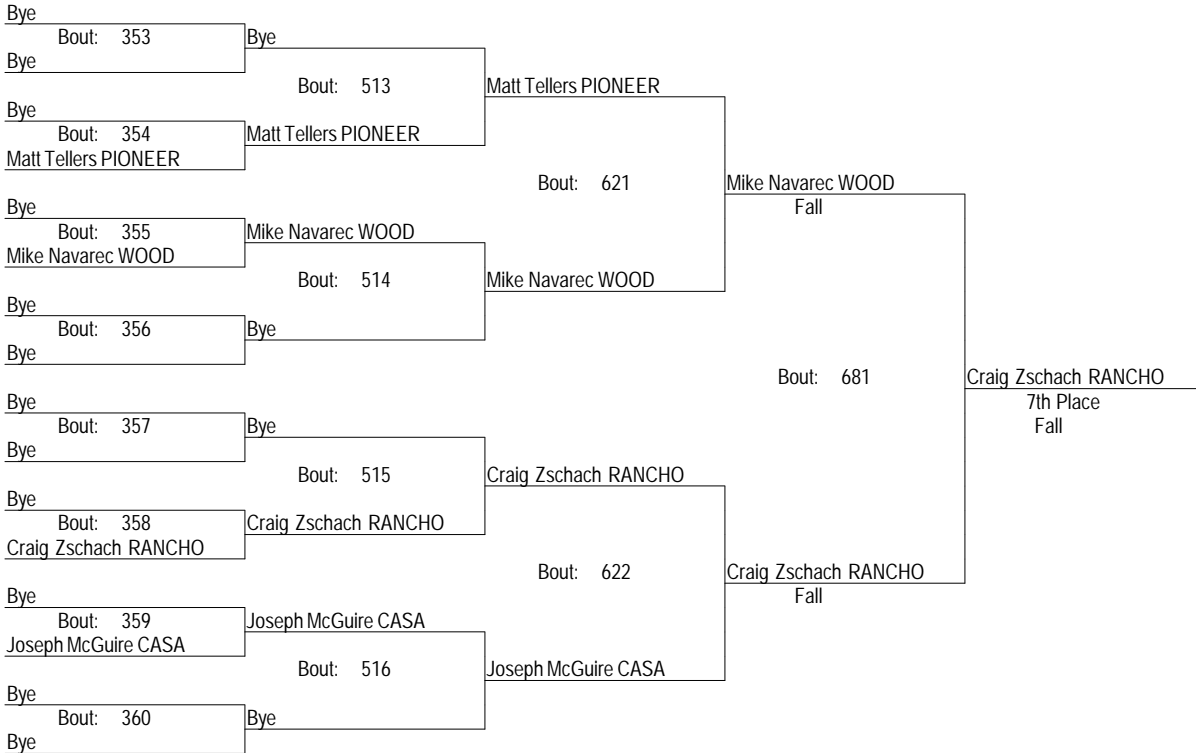 Bye
Bout: 353
Bye
Bye
Bout: 513
Matt Tellers PIONEER
Bye
Bout: 354
Matt Tellers PIONEER
Matt Tellers PIONEER
Bout: 621
Mike Navarec WOOD
Fall
Bye
Bout: 355
Mike Navarec WOOD
Mike Navarec WOOD
Bout: 514
Mike Navarec WOOD
Bye
Bout: 356
Bye
Bye
Bout: 681
Craig Zschach RANCHO
7th Place
Fall
Bye
Bout: 357
Bye
Bye
Bout: 515
Craig Zschach RANCHO
Bye
Bout: 358
Craig Zschach RANCHO
Craig Zschach RANCHO
Bout: 622
Craig Zschach RANCHO
Fall
Bye
Bout: 359
Joseph McGuire CASA
Joseph McGuire CASA
Bout: 516
Joseph McGuire CASA
Bye
Bout: 360
Bye
Bye